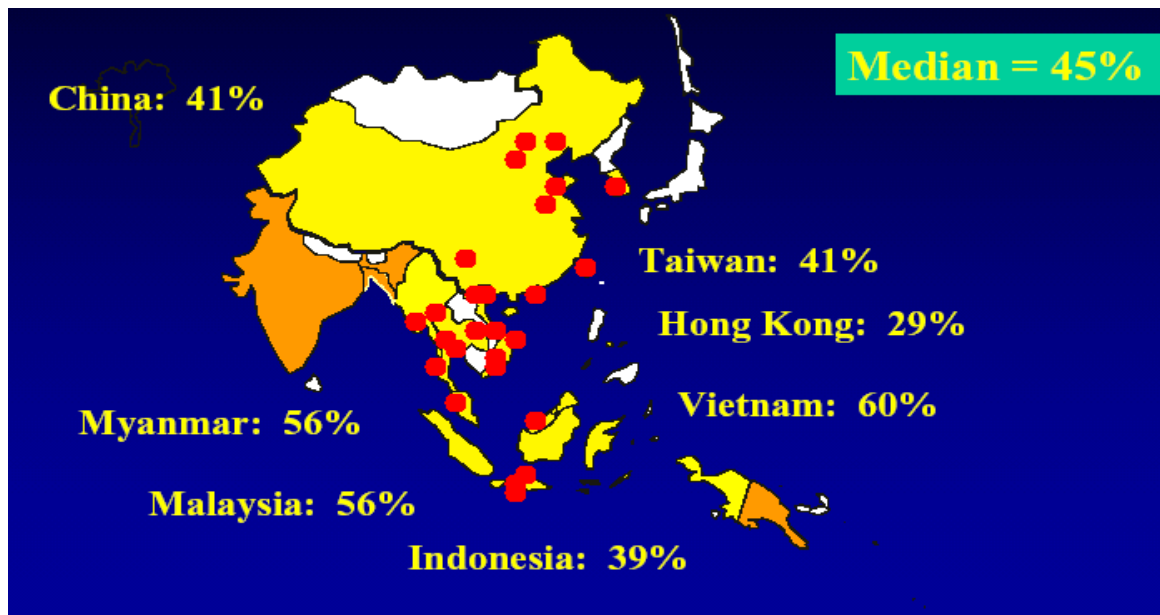 Median = 45%
China: 41%
Taiwan: 41%
Hong Kong: 29%
Vietnam: 60%
Myanmar: 56%
Malaysia: 56%
Indonesia: 39%